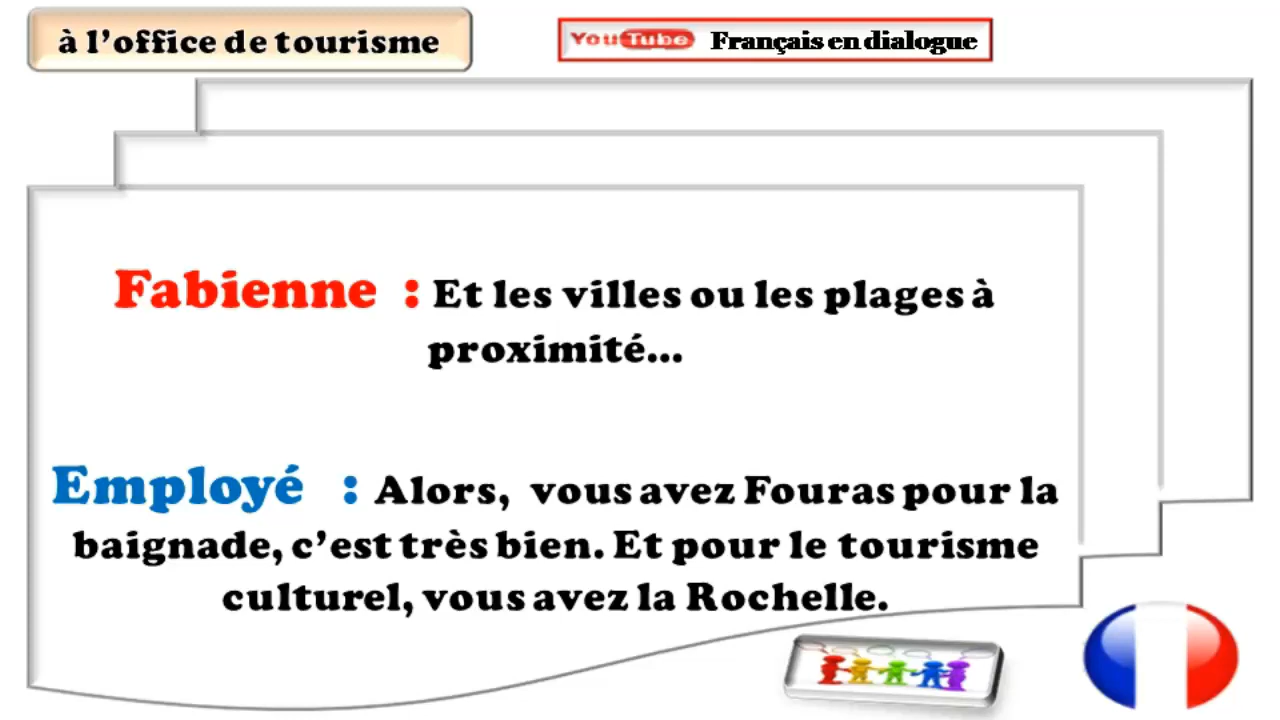 à l'office de tourisme
YouTube Français en dialogue
Fabienne : Et les villes ou les plages à
proximité...
Employé : Alors, vous avez Fouras pour la
baignade, c'est très bien. Et pour le tourisme
culturel, vous avez la Rochelle.